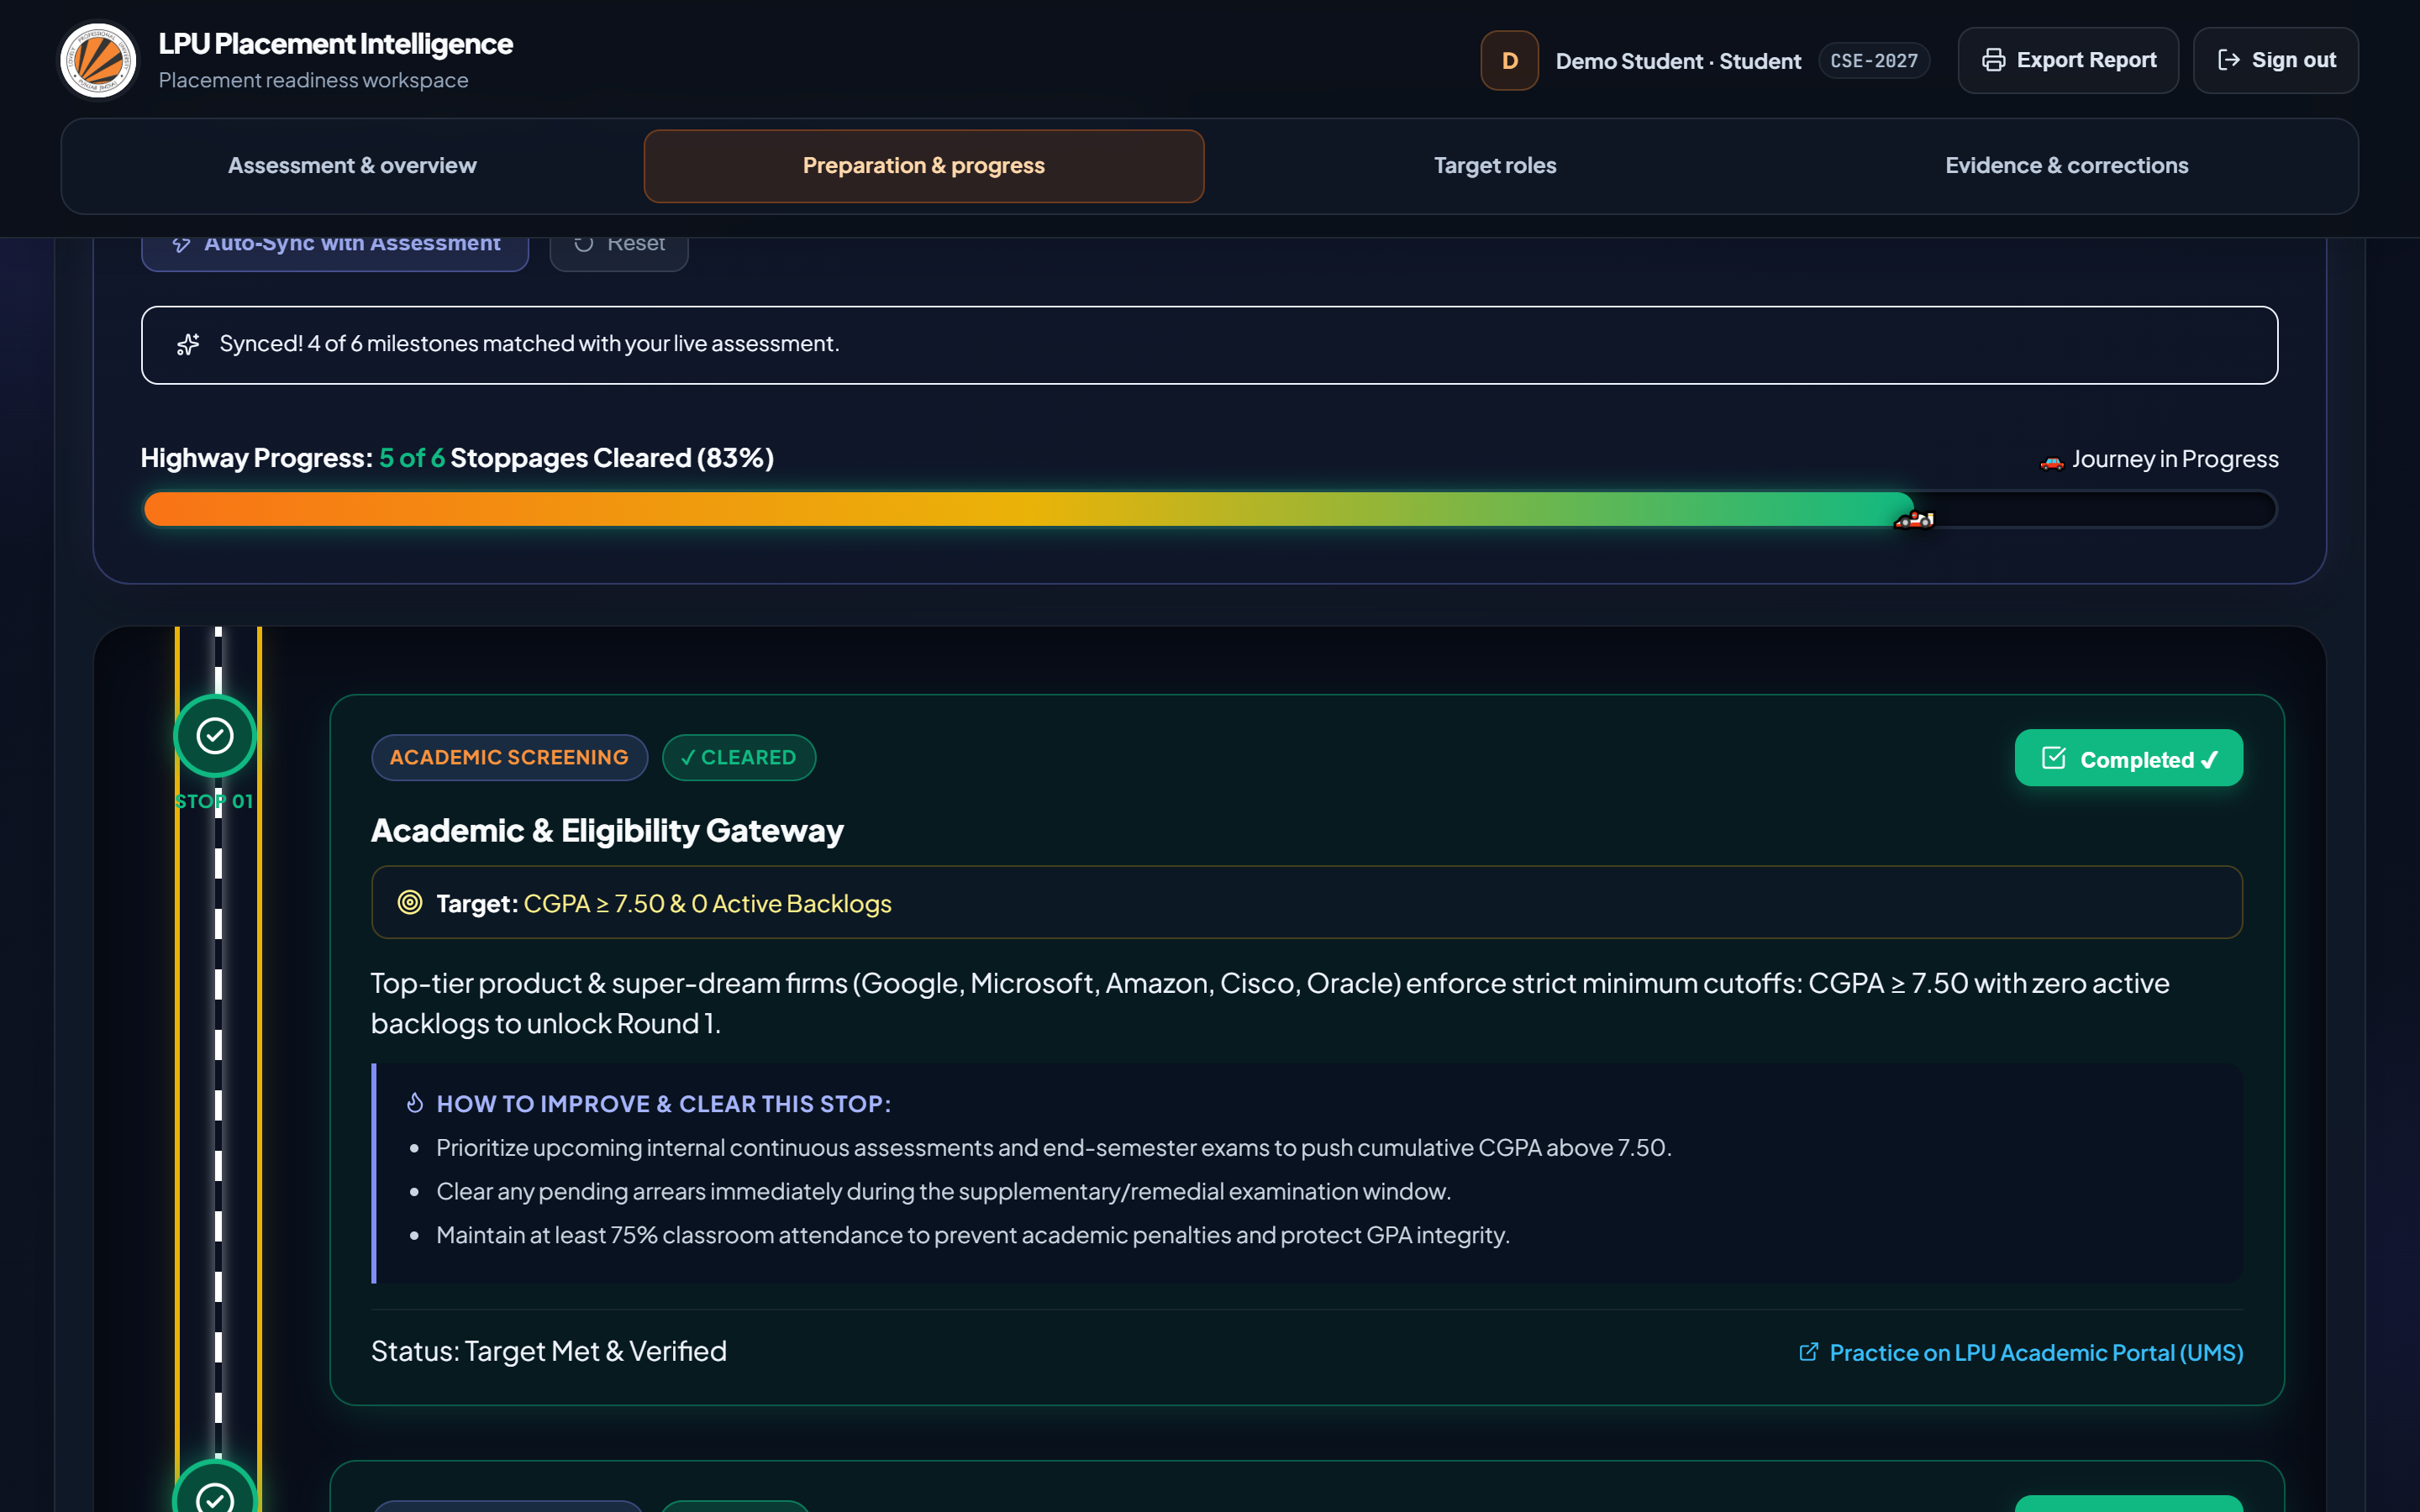 LPU Placement Intelligence
Placement readiness workspace
D
Demo Student · Student
CSE-2027
Export Report
Sign out
Assessment & overview
Preparation & progress
Target roles
Evidence & corrections
Auto-Sync with Assessment
Reset
Synced! 4 of 6 milestones matched with your live assessment.
Highway Progress: 5 of 6 Stoppages Cleared (83%)
Journey in Progress
STOP 01
ACADEMIC SCREENING
✓ CLEARED
Completed ✓
Academic & Eligibility Gateway
Target: CGPA ≥ 7.50 & 0 Active Backlogs
Top-tier product & super-dream firms (Google, Microsoft, Amazon, Cisco, Oracle) enforce strict minimum cutoffs: CGPA ≥ 7.50 with zero active
backlogs to unlock Round 1.
HOW TO IMPROVE & CLEAR THIS STOP:
• Prioritize upcoming internal continuous assessments and end-semester exams to push cumulative CGPA above 7.50.
• Clear any pending arrears immediately during the supplementary/remedial examination window.
• Maintain at least 75% classroom attendance to prevent academic penalties and protect GPA integrity.
Status: Target Met & Verified
Practice on LPU Academic Portal (UMS)